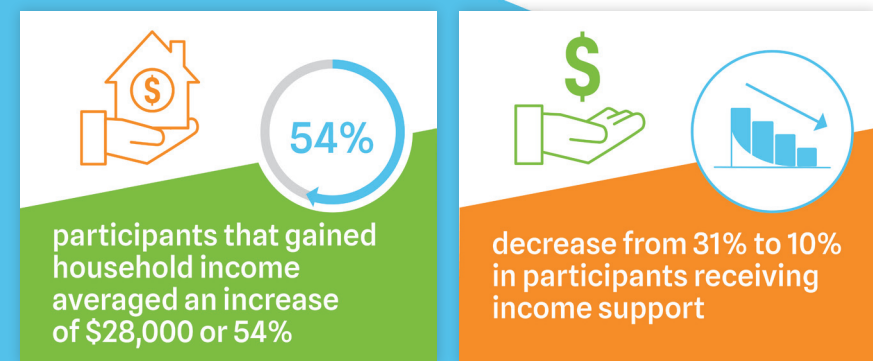 $
54%
participants that gained
household income
averaged an increase
of $28,000 or 54%
$
decrease from 31% to 10%
in participants receiving
income support